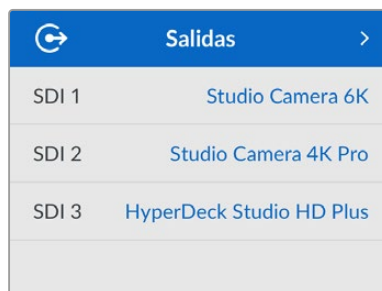 Salidas
SDI 1 Studio Camera 6K
SDI 2 Studio Camera 4K Pro
SDI 3 HyperDeck Studio HD Plus